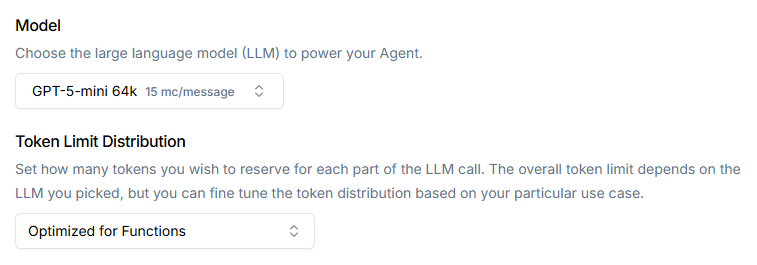 Model
Choose the large language model (LLM) to power your Agent.
GPT-5-mini 64k 15 mc/message
Token Limit Distribution
Set how many tokens you wish to reserve for each part of the LLM call. The overall token limit depends on the
LLM you picked, but you can fine tune the token distribution based on your particular use case.
Optimized for Functions